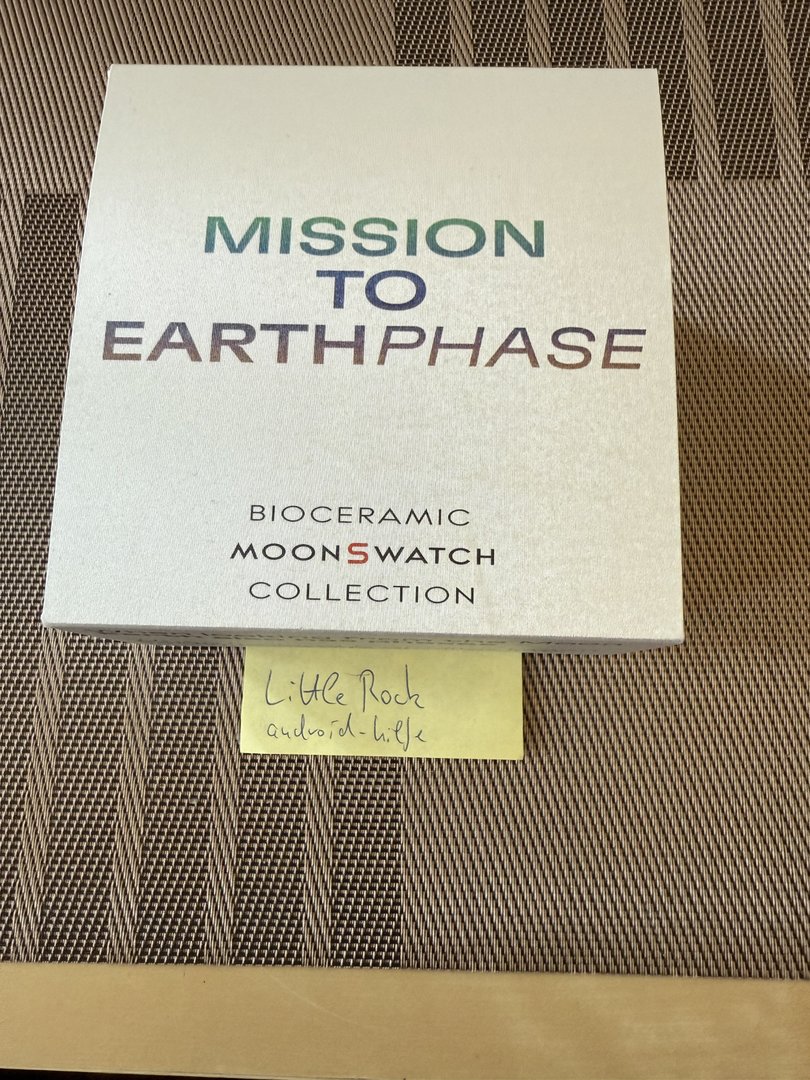 MISSION
TO
EARTHPHASE
BIOCERAMIC
MOONSWATCH
COLLECTION
Little Rock
android-hilfe